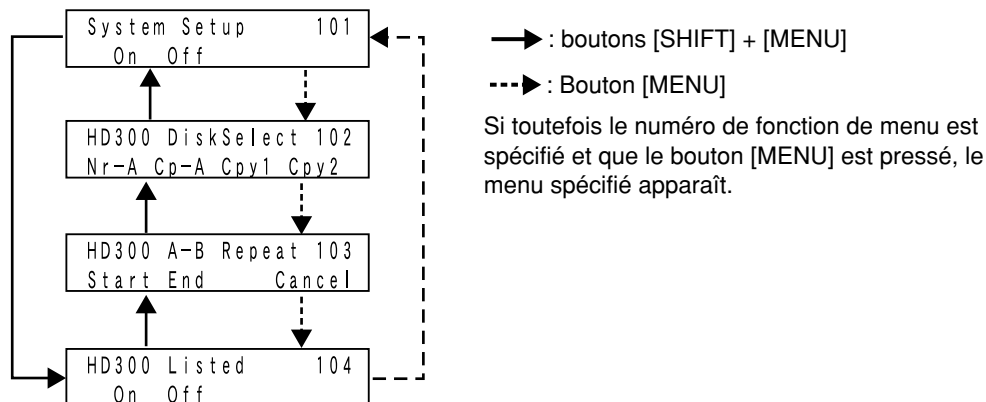 System Setup 101
On Off
HD300 DiskSelect 102
Nr-A Cp-A Cpy1 Cpy2
HD300 A-B Repeat 103
Start End Cancel
HD300 Listed 104
On Off
: boutons [SHIFT] + [MENU]
: Bouton [MENU]
Si toutefois le numéro de fonction de menu est
spécifié et que le bouton [MENU] est pressé, le
menu spécifié apparaît.